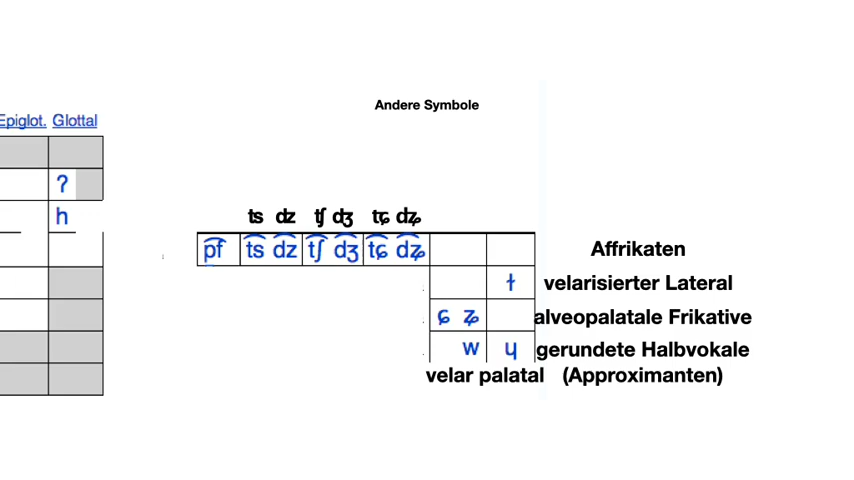 Andere Symbole
Epiglot. Glottal
ʔ
h
ʦ ʣ ʧ ʤ ʨ ʥ
p͡f t͡s d͡z t͡ʃ d͡ʒ t͡ɕ d͡ʑ Affrikaten
ɫ velarisierter Lateral
ɕ ʑ alveopalatale Frikative
w ɥ gerundete Halbvokale
velar palatal (Approximanten)